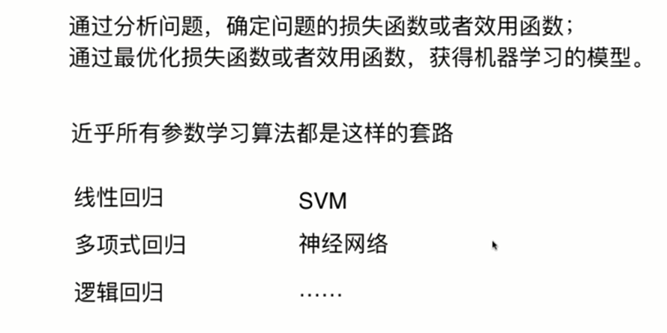 通过分析问题，确定问题的损失函数或者效用函数；
通过最优化损失函数或者效用函数，获得机器学习的模型。
近乎所有参数学习算法都是这样的套路
线性回归 SVM
多项式回归 神经网络
逻辑回归 ……